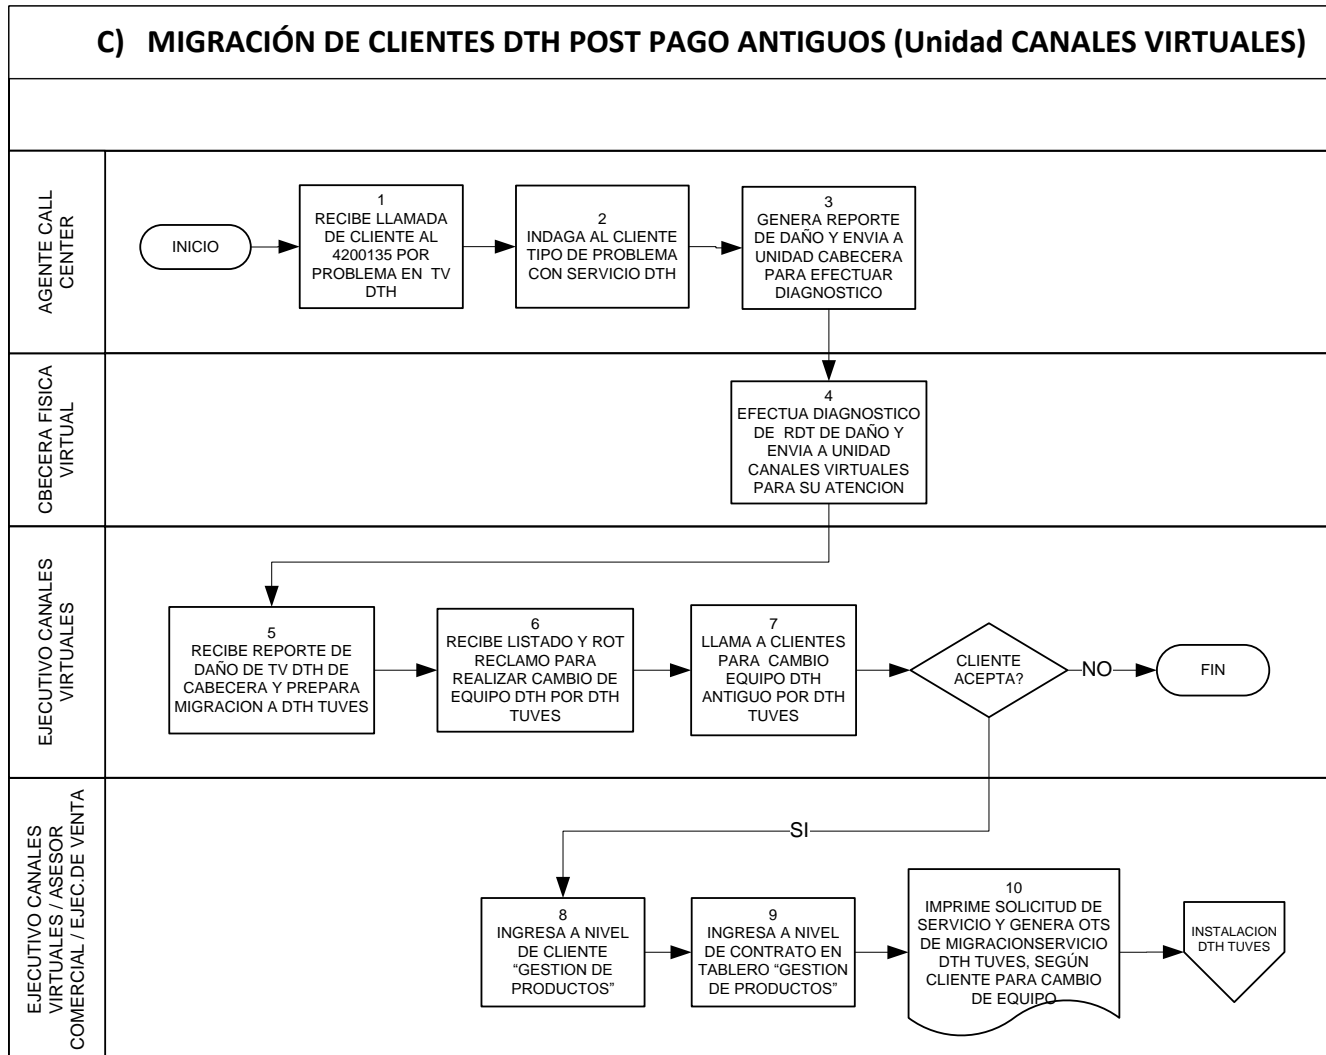 C) MIGRACIÓN DE CLIENTES DTH POST PAGO ANTIGUOS (Unidad CANALES VIRTUALES)
AGENTE CALL
CENTER
INICIO
1
RECIBE LLAMADA
DE CLIENTE AL
4200135 POR
PROBLEMA EN TV
DTH
2
INDAGA AL CLIENTE
TIPO DE PROBLEMA
CON SERVICIO DTH
3
GENERA REPORTE
DE DAÑO Y ENVIA A
UNIDAD CABECERA
PARA EFECTUAR
DIAGNOSTICO
CBECERA FISICA
VIRTUAL
4
EFECTUA DIAGNOSTICO
DE RDT DE DAÑO Y
ENVIA A UNIDAD
CANALES VIRTUALES
PARA SU ATENCION
EJECUTIVO CANALES
VIRTUALES
5
RECIBE REPORTE DE
DAÑO DE TV DTH DE
CABECERA Y PREPARA
MIGRACION A DTH TUVES
6
RECIBE LISTADO Y ROT
RECLAMO PARA
REALIZAR CAMBIO DE
EQUIPO DTH POR DTH
TUVES
7
LLAMA A CLIENTES
PARA CAMBIO
EQUIPO DTH
ANTIGUO POR DTH
TUVES
CLIENTE
ACEPTA?
NO
FIN
SI
EJECUTIVO CANALES
VIRTUALES / ASESOR
COMERCIAL / EJEC.DE VENTA
8
INGRESA A NIVEL
DE CLIENTE
“GESTION DE
PRODUCTOS”
9
INGRESA A NIVEL
DE CONTRATO EN
TABLERO “GESTION
DE PRODUCTOS”
10
IMPRIME SOLICITUD DE
SERVICIO Y GENERA OTS
DE MIGRACIONSERVICIO
DTH TUVES, SEGÚN
CLIENTE PARA CAMBIO
DE EQUIPO
INSTALACION
DTH TUVES